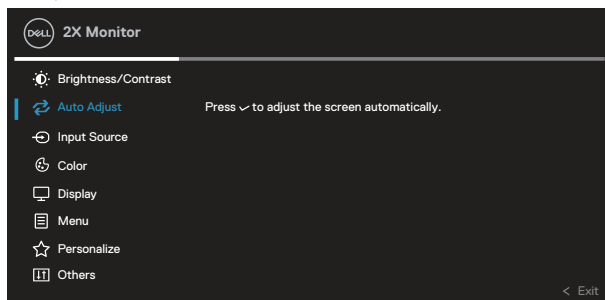 DELL 2X Monitor
Brightness/Contrast
Auto Adjust Press ✓ to adjust the screen automatically.
Input Source
Color
Display
Menu
Personalize
Others
< Exit